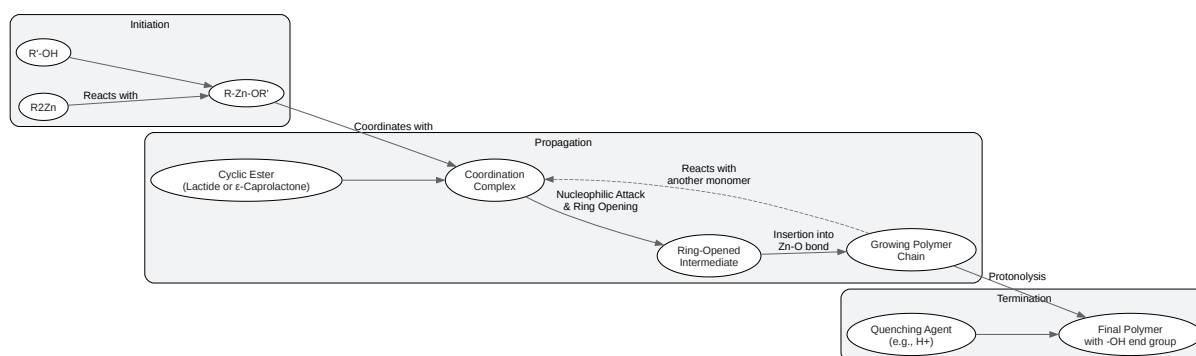 Initiation
R'-OH
Reacts with
R2Zn
R-Zn-OR'
Coordinates with
Propagation
Cyclic Ester
(Lactide or ε-Caprolactone)
Coordination
Complex
Reacts with
another monomer
Nucleophilic Attack
& Ring Opening
Ring-Opened
Intermediate
Insertion into
Zn-O bond
Growing Polymer
Chain
Protonolysis
Termination
Quenching Agent
(e.g., H+)
Final Polymer
with -OH end group